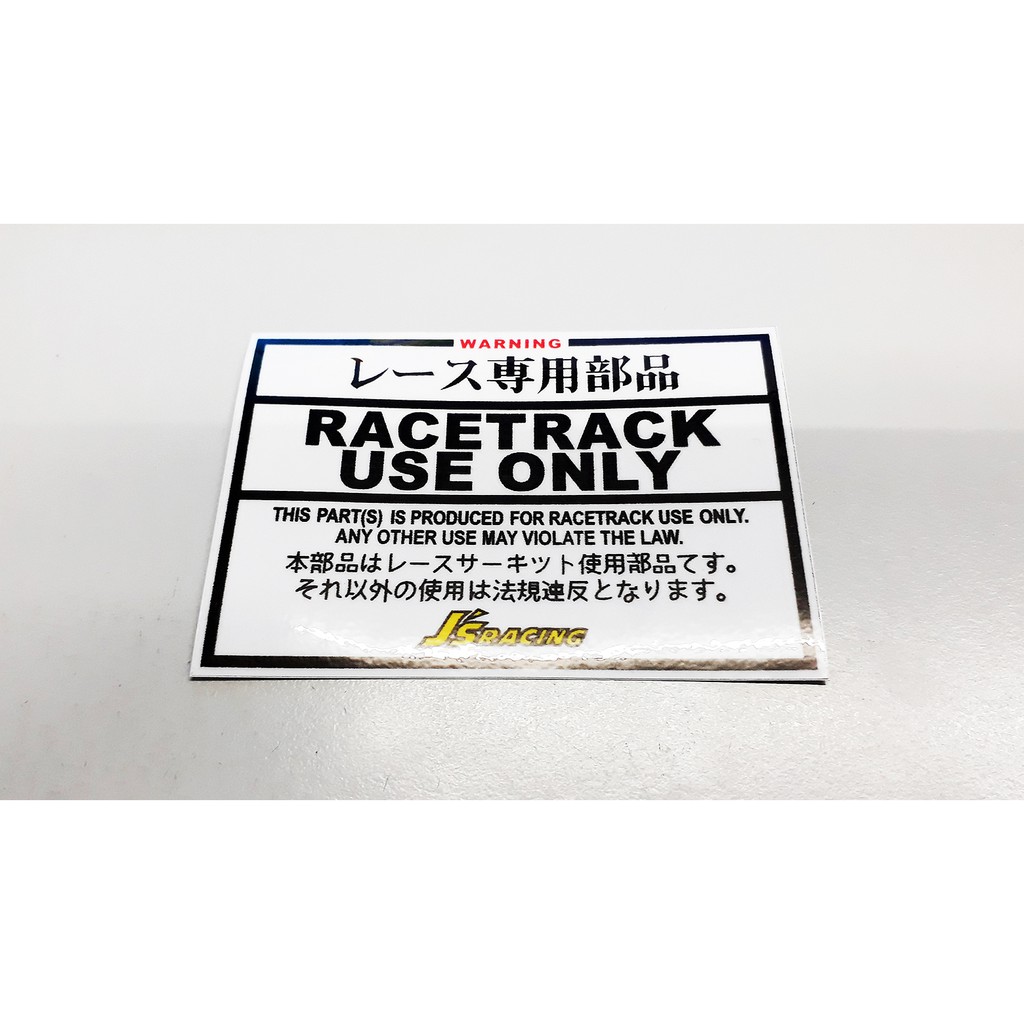 WARNING
レース専用部品
RACETRACK
USE ONLY
THIS PART(S) IS PRODUCED FOR RACETRACK USE ONLY.
ANY OTHER USE MAY VIOLATE THE LAW.
本部品はレースサーキット使用部品てす。
それ以外の使用は法規違反となります。
J'S RACING